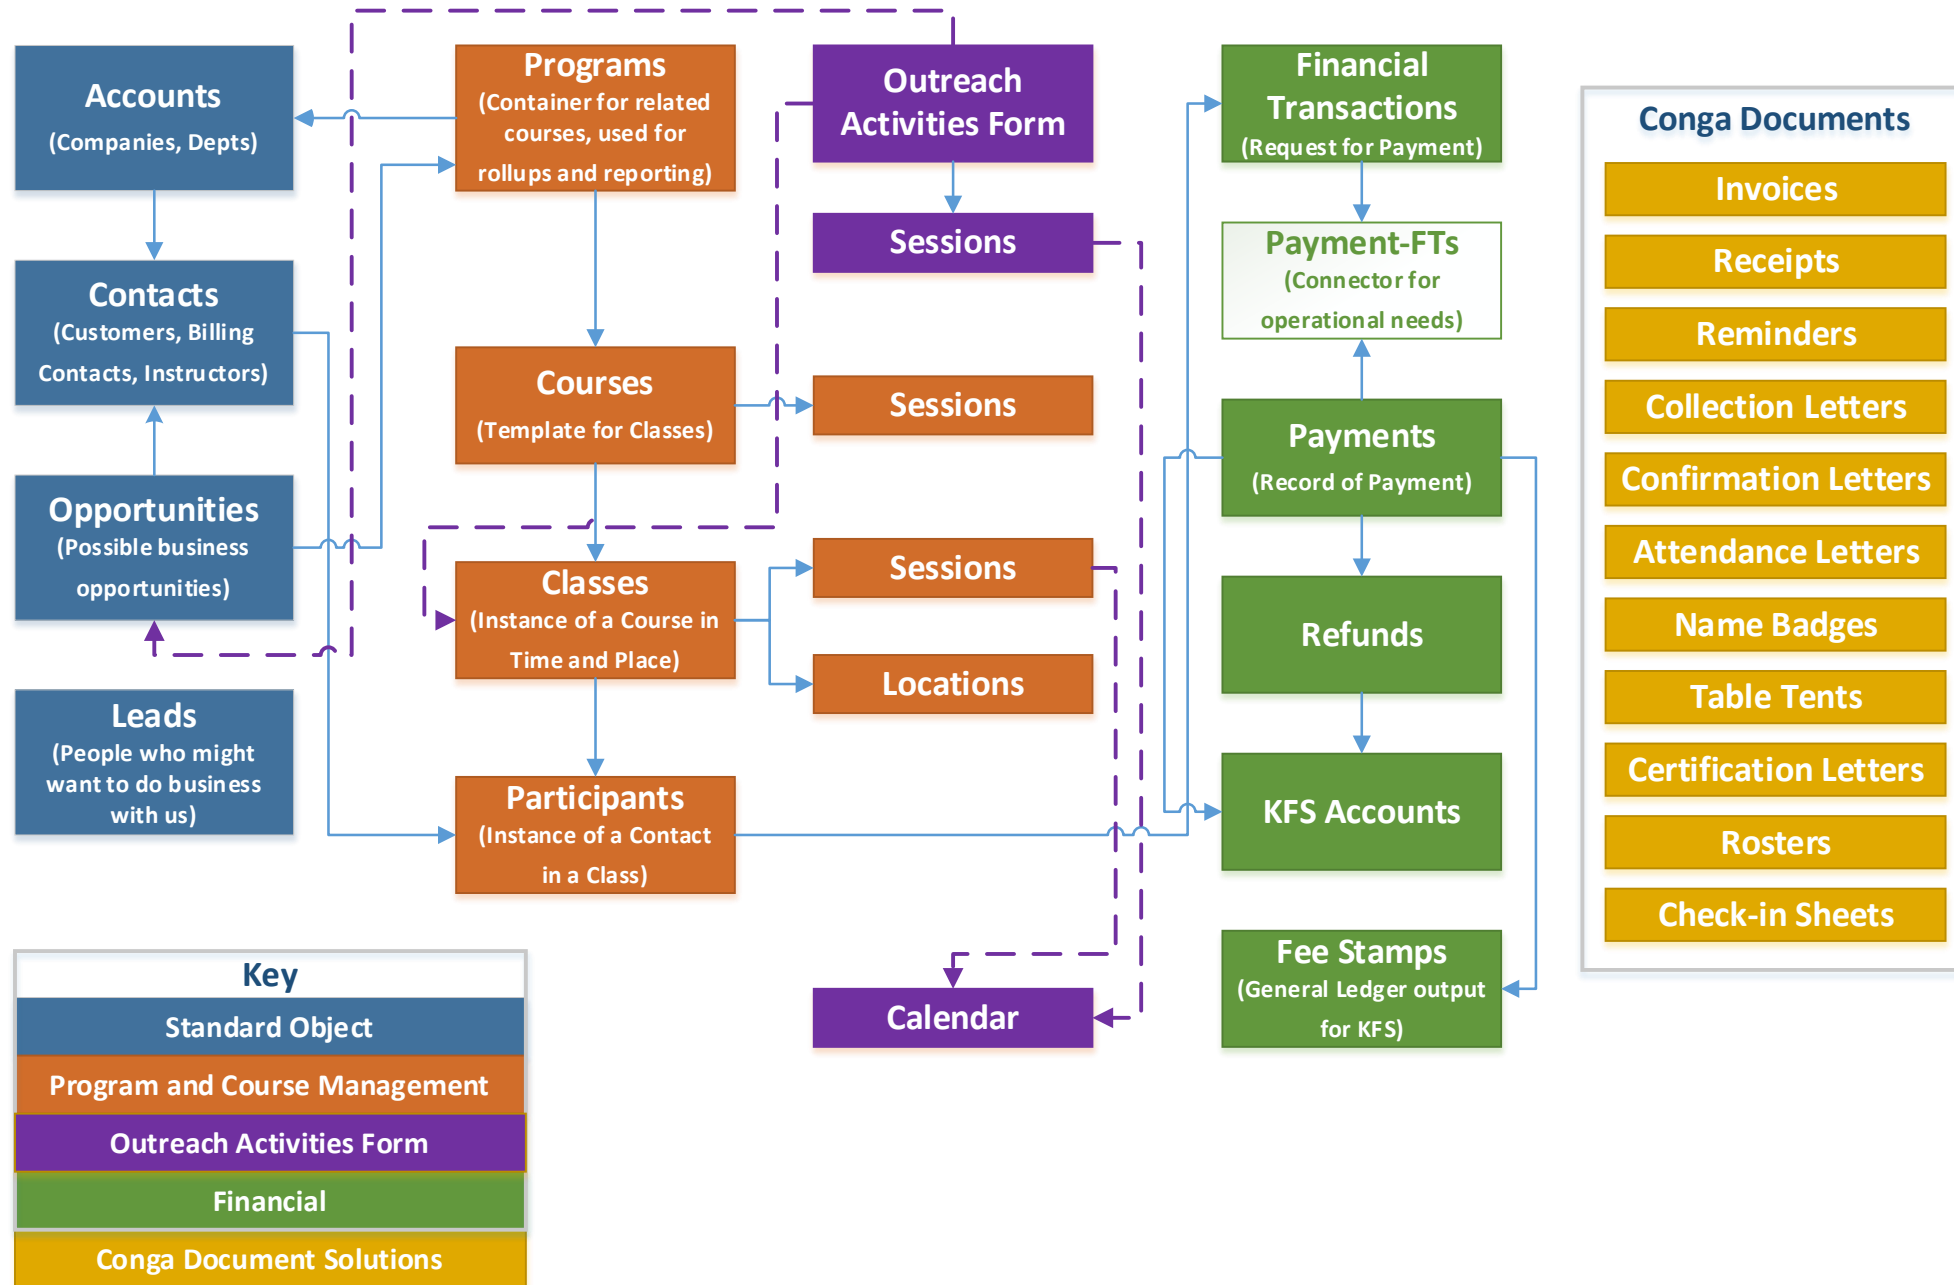 Accounts
(Companies, Depts)
Contacts
(Customers, Billing
Contacts, Instructors)
Opportunities
(Possible business
opportunities)
Leads
(People who might
want to do business
with us)
Programs
(Container for related
courses, used for
rollups and reporting)
Courses
(Template for Classes)
Classes
(Instance of a Course in
Time and Place)
Participants
(Instance of a Contact
in a Class)
Outreach
Activities Form
Sessions
Sessions
Sessions
Locations
Calendar
Financial
Transactions
(Request for Payment)
Payment-FTs
(Connector for
operational needs)
Payments
(Record of Payment)
Refunds
KFS Accounts
Fee Stamps
(General Ledger output
for KFS)
Conga Documents
Invoices
Receipts
Reminders
Collection Letters
Confirmation Letters
Attendance Letters
Name Badges
Table Tents
Certification Letters
Rosters
Check-in Sheets
Key
Standard Object
Program and Course Management
Outreach Activities Form
Financial
Conga Document Solutions